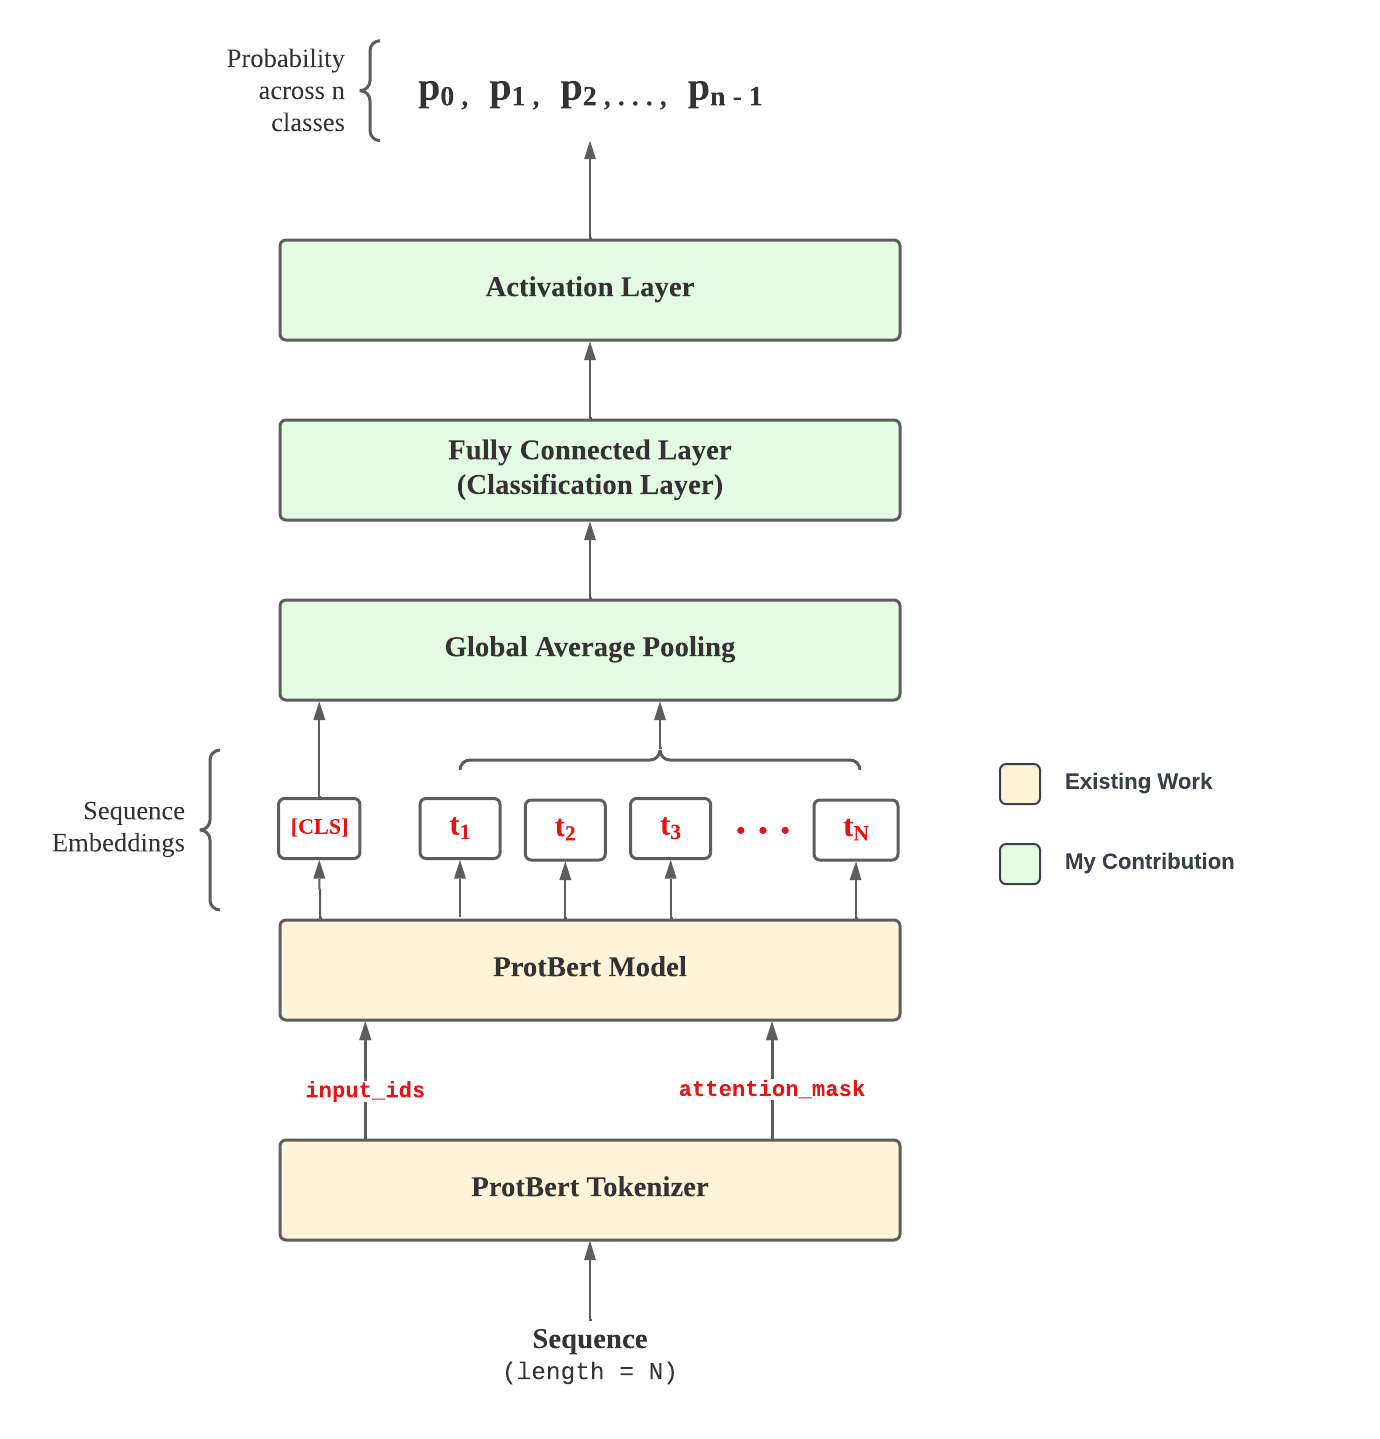 Probability
across n
classes
p0 , p1 , p2 , . . . , pn - 1
Activation Layer
Fully Connected Layer
(Classification Layer)
Global Average Pooling
Sequence
Embeddings
[CLS] t1 t2 t3 • • • tN
Existing Work
My Contribution
ProtBert Model
input_ids attention_mask
ProtBert Tokenizer
Sequence
(length = N)